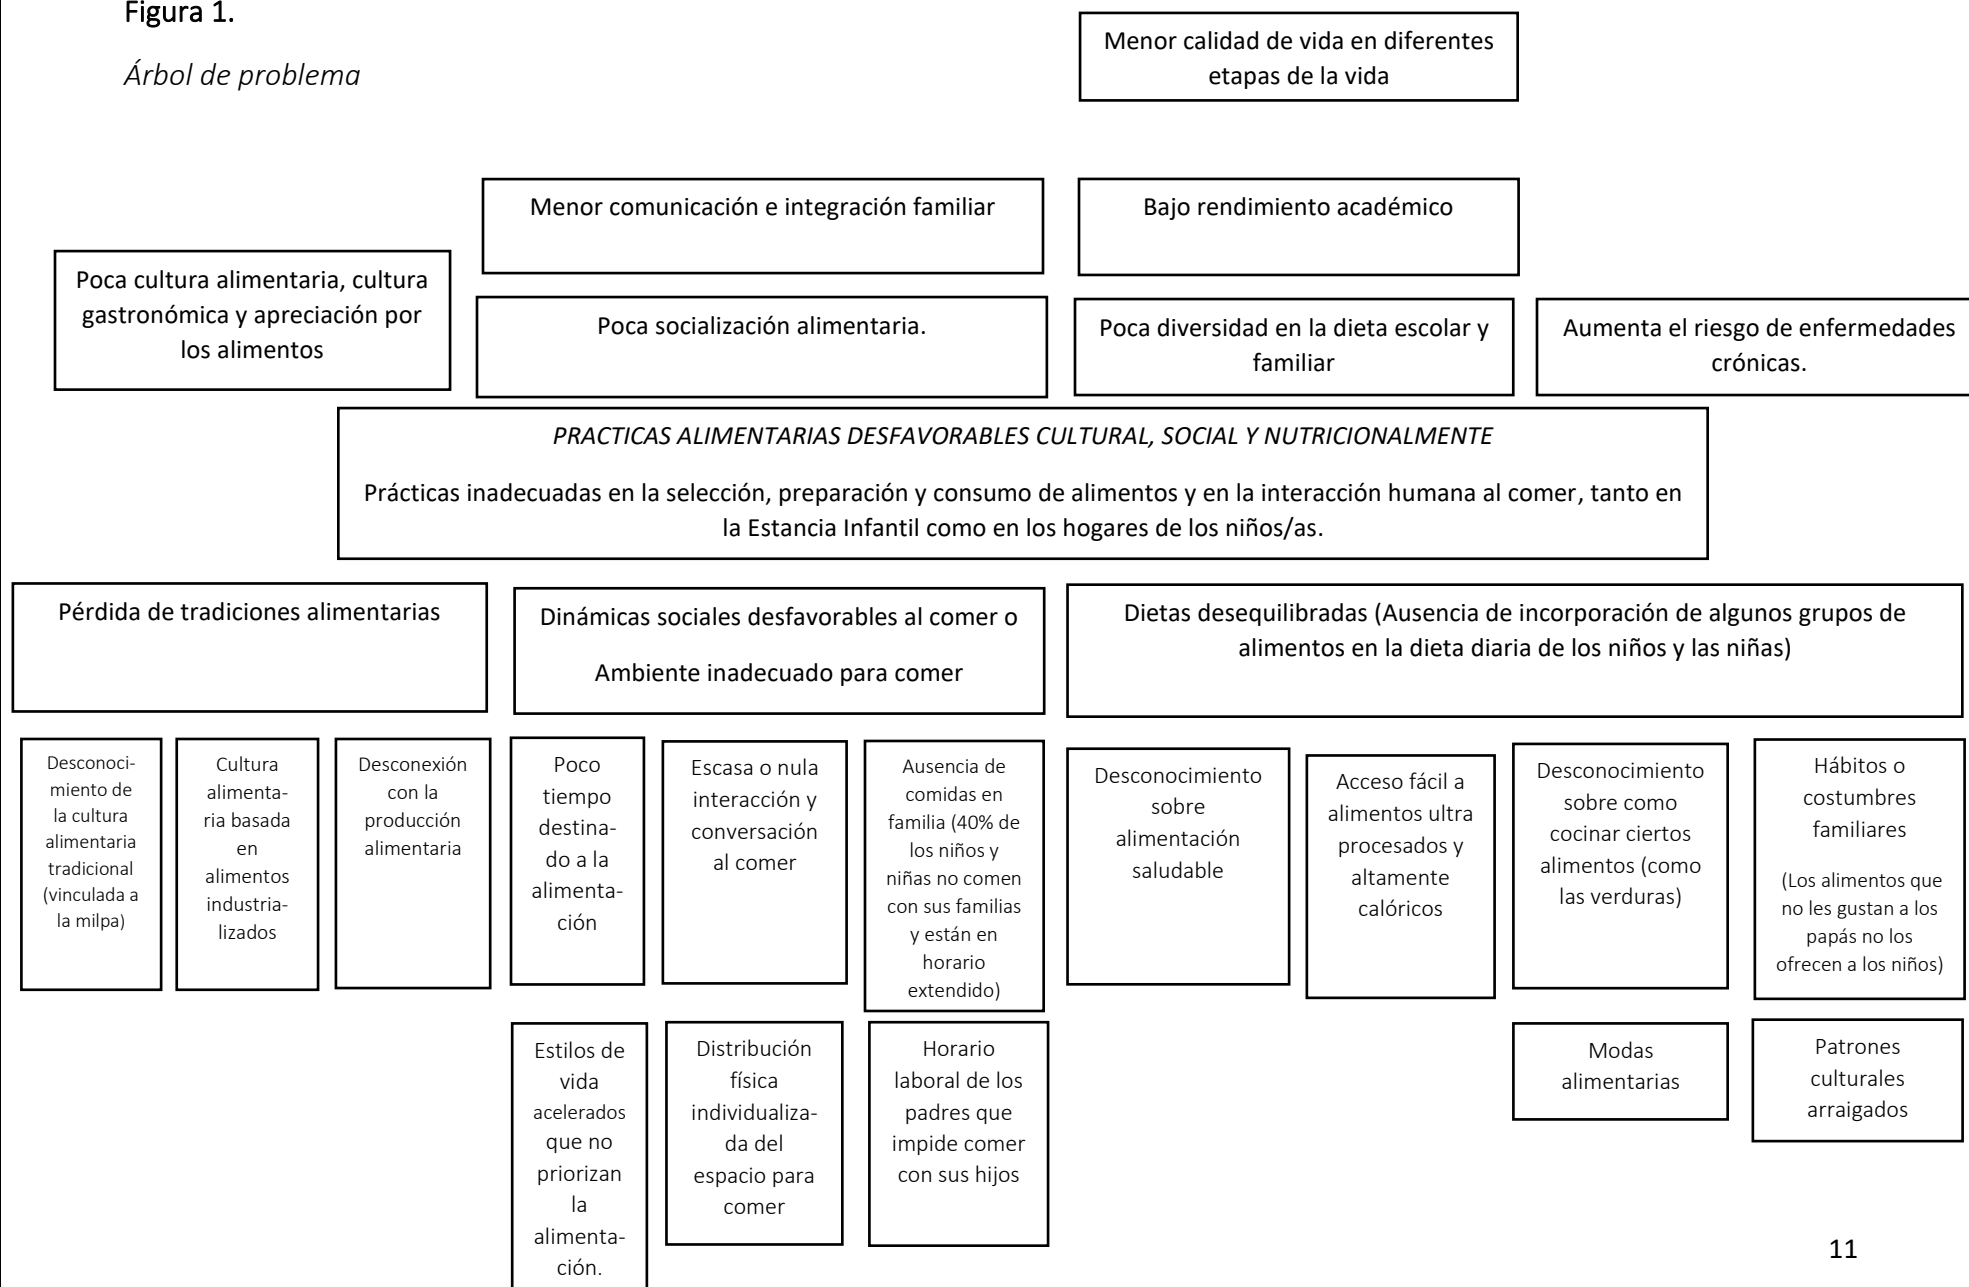 Figura 1.
Árbol de problema
Menor calidad de vida en diferentes
etapas de la vida
Menor comunicación e integración familiar
Bajo rendimiento académico
Poca cultura alimentaria, cultura
gastronómica y apreciación por
los alimentos
Poca socialización alimentaria.
Poca diversidad en la dieta escolar y
familiar
Aumenta el riesgo de enfermedades
crónicas.
PRACTICAS ALIMENTARIAS DESFAVORABLES CULTURAL, SOCIAL Y NUTRICIONALMENTE
Prácticas inadecuadas en la selección, preparación y consumo de alimentos y en la interacción humana al comer, tanto en
la Estancia Infantil como en los hogares de los niños/as.
Pérdida de tradiciones alimentarias
Dinámicas sociales desfavorables al comer o
Ambiente inadecuado para comer
Dietas desequilibradas (Ausencia de incorporación de algunos grupos de
alimentos en la dieta diaria de los niños y las niñas)
Desconoci-
miento de
la cultura
alimentaria
tradicional
(vinculada a
la milpa)
Cultura
alimenta-
ria basada
en
alimentos
industria-
lizados
Desconexión
con la
producción
alimentaria
Poco
tiempo
destina-
do a la
alimenta-
ción
Escasa o nula
interacción y
conversación
al comer
Ausencia de
comidas en
familia (40% de
los niños y
niñas no comen
con sus familias
y están en
horario
extendido)
Desconocimiento
sobre
alimentación
saludable
Acceso fácil a
alimentos ultra
procesados y
altamente
calóricos
Desconocimiento
sobre como
cocinar ciertos
alimentos (como
las verduras)
Hábitos o
costumbres
familiares
(Los alimentos que
no les gustan a los
papás no los
ofrecen a los niños)
Estilos de
vida
acelerados
que no
priorizan
la
alimenta-
ción.
Distribución
física
individualiza-
da del
espacio para
comer
Horario
laboral de los
padres que
impide comer
con sus hijos
Modas
alimentarias
Patrones
culturales
arraigados
11